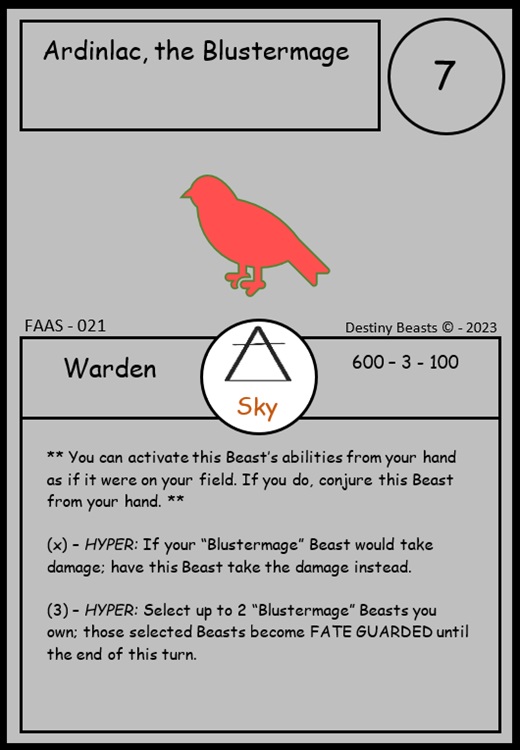 Ardinlac, the Blustermage
7
FAAS - 021
Destiny Beasts © - 2023
Warden
Sky
600 – 3 - 100
** You can activate this Beast's abilities from your hand
as if it were on your field. If you do, conjure this Beast
from your hand. **
(x) – HYPER: If your “Blustermage” Beast would take
damage; have this Beast take the damage instead.
(3) – HYPER: Select up to 2 “Blustermage” Beasts you
own; those selected Beasts become FATE GUARDED until
the end of this turn.